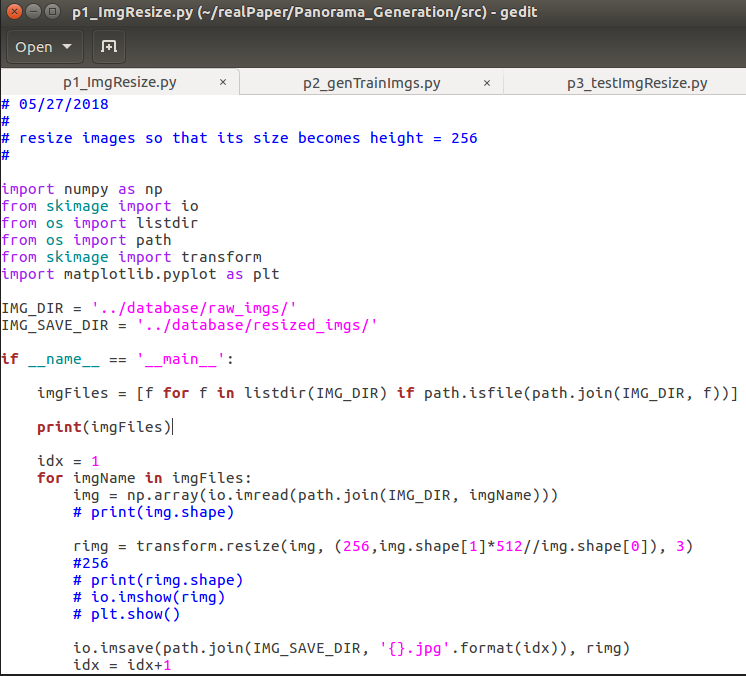 p1_ImgResize.py (~/realPaper/Panorama_Generation/src) - gedit
Open
p1_ImgResize.py × p2_genTrainImgs.py × p3_testImgResize.py
# 05/27/2018
#
# resize images so that its size becomes height = 256
#
import numpy as np
from skimage import io
from os import listdir
from os import path
from skimage import transform
import matplotlib.pyplot as plt
IMG_DIR = '../database/raw_imgs/'
IMG_SAVE_DIR = '../database/resized_imgs/'
if __name__ == '__main__':
    imgFiles = [f for f in listdir(IMG_DIR) if path.isfile(path.join(IMG_DIR, f))]
    print(imgFiles)
    idx = 1
    for imgName in imgFiles:
        img = np.array(io.imread(path.join(IMG_DIR, imgName)))
        # print(img.shape)
        rimg = transform.resize(img, (256,img.shape[1]*512//img.shape[0]), 3)
        #256
        # print(rimg.shape)
        # io.imshow(rimg)
        # plt.show()
        io.imsave(path.join(IMG_SAVE_DIR, '{}.jpg'.format(idx)), rimg)
        idx = idx+1